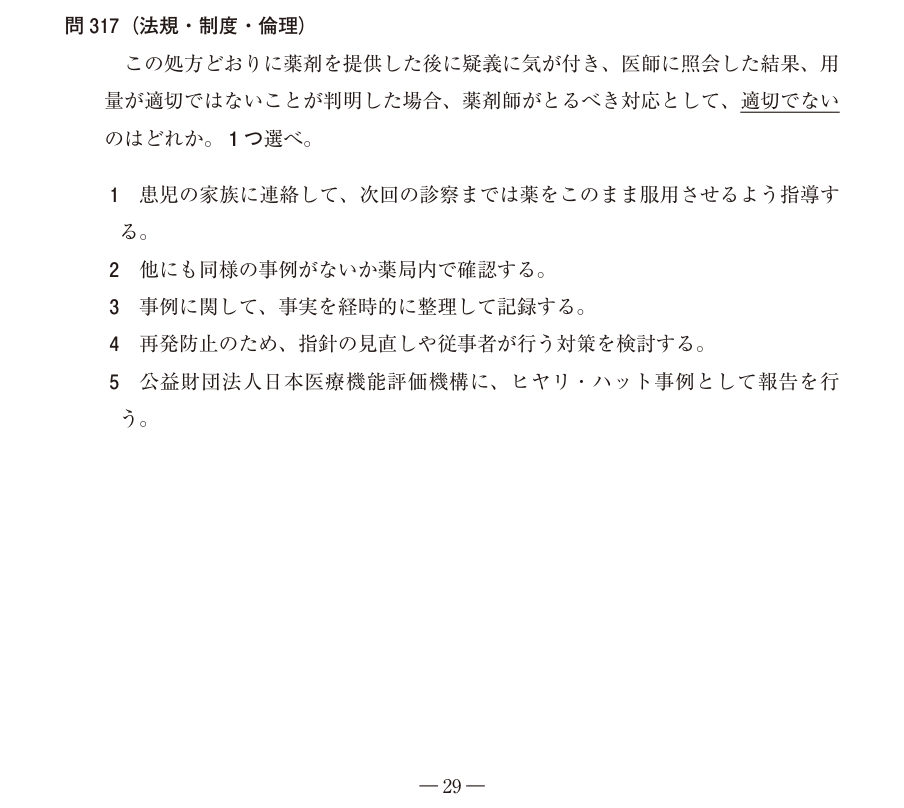 問 317（法規・制度・倫理）
この処方どおりに薬剤を提供した後に疑義に気が付き、医師に照会した結果、用
量が適切ではないことが判明した場合、薬剤師がとるべき対応として、適切でない
のはどれか。1つ選べ。
1 患児の家族に連絡して、次回の診察までは薬をこのまま服用させるよう指導す
る。
2 他にも同様の事例がないか薬局内で確認する。
3 事例に関して、事実を経時的に整理して記録する。
4 再発防止のため、指針の見直しや従事者が行う対策を検討する。
5 公益財団法人日本医療機能評価機構に、ヒヤリ・ハット事例として報告を行
う。
— 29 —